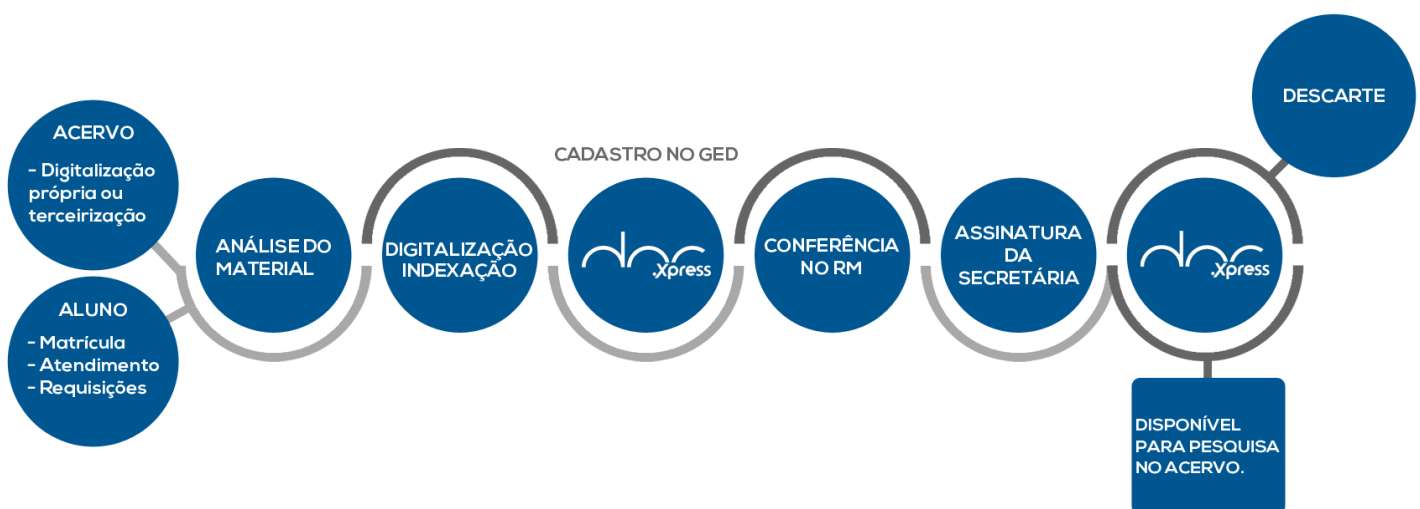 ACERVO
- Digitalização
própria ou
terceirização
ALUNO
- Matrícula
- Atendimento
- Requisições
ANÁLISE DO
MATERIAL
DIGITALIZAÇÃO
INDEXAÇÃO
CADASTRO NO GED
doc
.Xpress
CONFERÊNCIA
NO RM
ASSINATURA
DA
SECRETÁRIA
doc
.Xpress
DESCARTE
DISPONÍVEL
PARA PESQUISA
NO ACERVO.